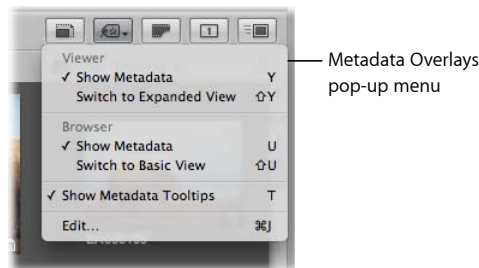 1
Viewer
✓ Show Metadata Y
Switch to Expanded View ⇧Y
Browser
✓ Show Metadata U
Switch to Basic View ⇧U
✓ Show Metadata Tooltips T
Edit... ⌘J
Metadata Overlays
pop-up menu